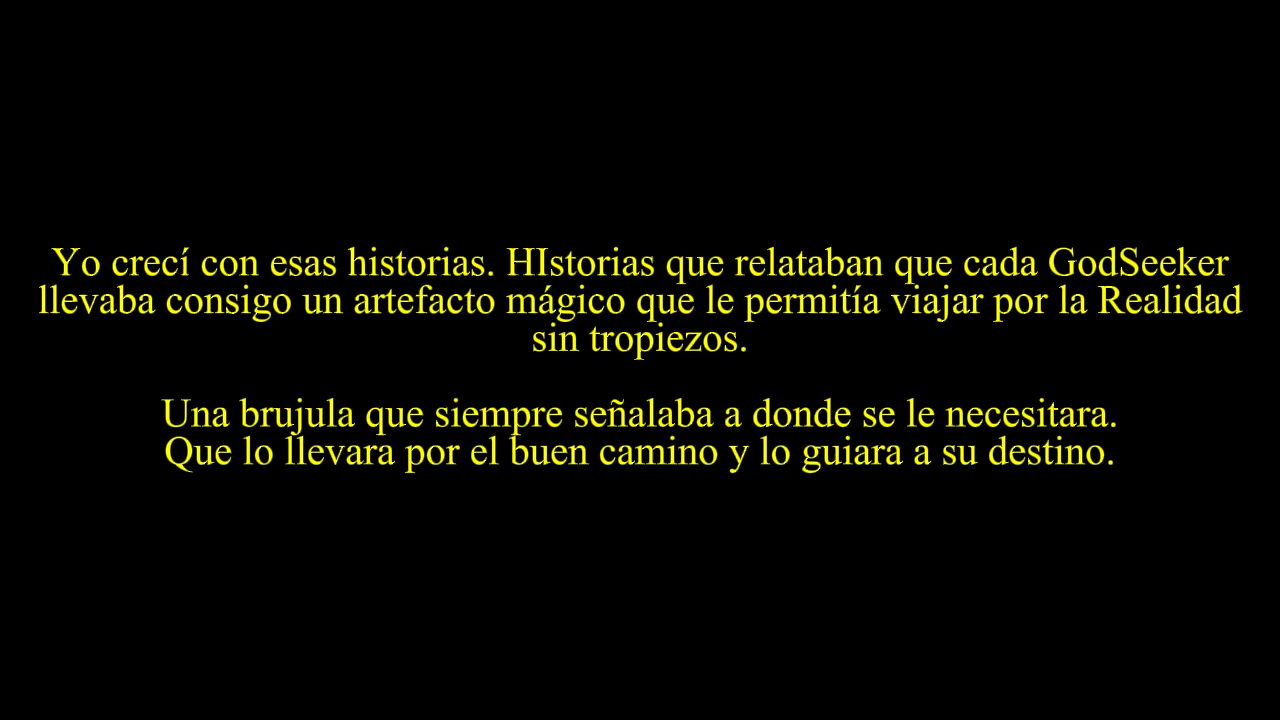 Yo crecí con esas historias. HIstorias que relataban que cada GodSeeker
llevaba consigo un artefacto mágico que le permitía viajar por la Realidad
sin tropiezos.
Una brujula que siempre señalaba a donde se le necesitara.
Que lo llevara por el buen camino y lo guiara a su destino.